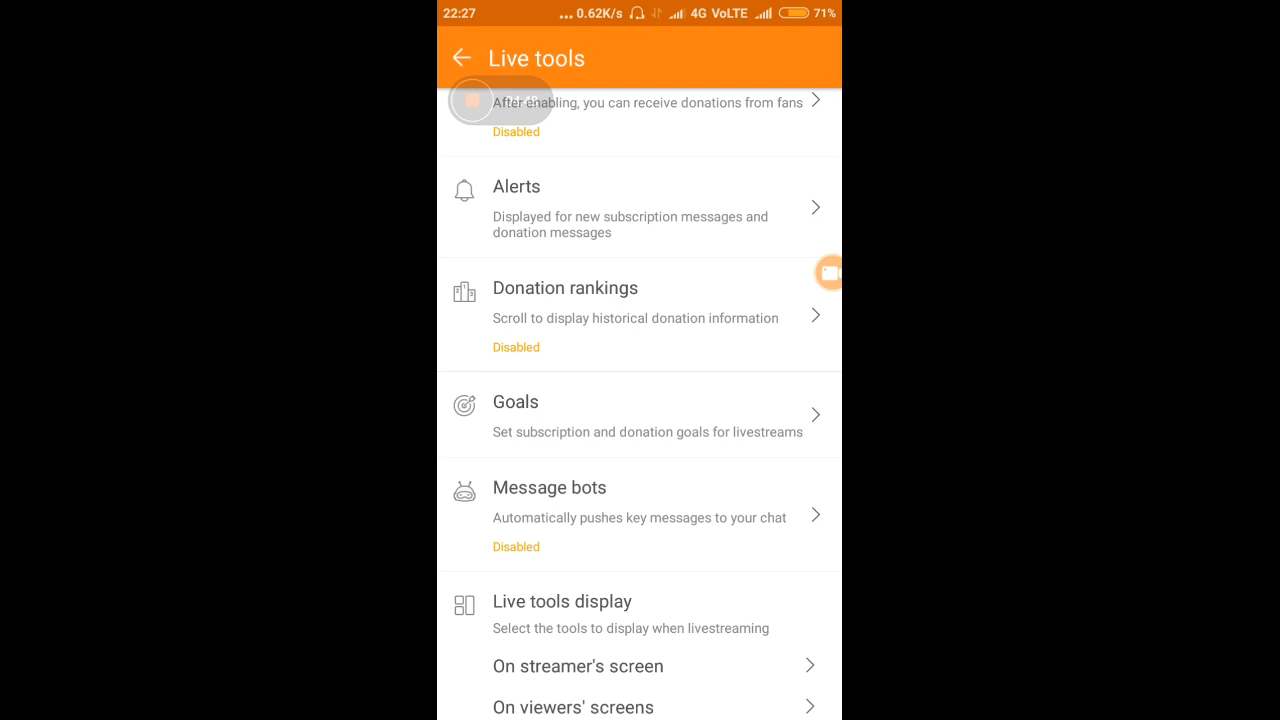 22:27 ... 0.62K/s 4G VoLTE 71%
Live tools
After enabling, you can receive donations from fans
Disabled
Alerts
Displayed for new subscription messages and
donation messages
Donation rankings
Scroll to display historical donation information
Disabled
Goals
Set subscription and donation goals for livestreams
Message bots
Automatically pushes key messages to your chat
Disabled
Live tools display
Select the tools to display when livestreaming
On streamer's screen
On viewers' screens